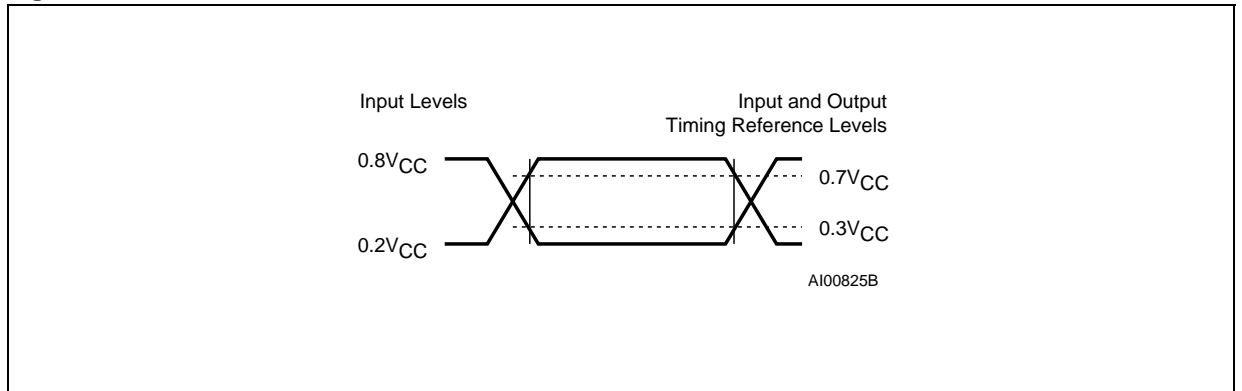 Input Levels
Input and Output
Timing Reference Levels
0.8VCC
0.7VCC
0.3VCC
0.2VCC
AI00825B